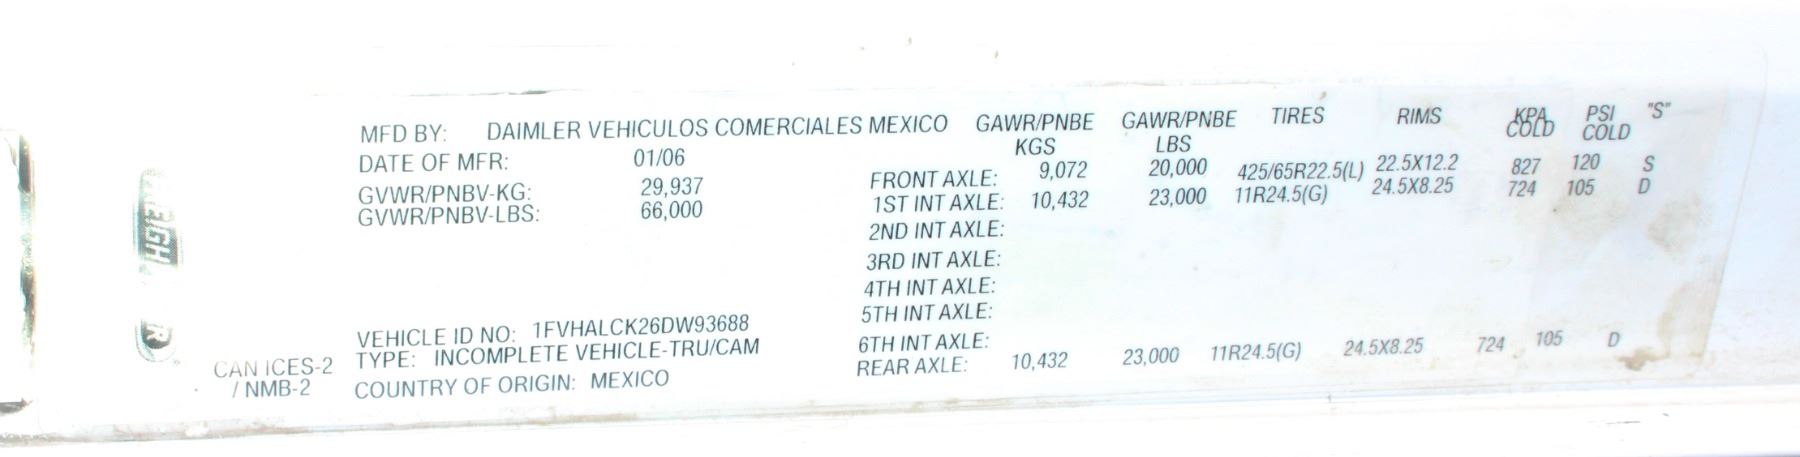 MFD BY: DAIMLER VEHICULOS COMERCIALES MEXICO
DATE OF MFR: 01/06
GVWR/PNBV-KG: 29,937
GVWR/PNBV-LBS: 66,000
VEHICLE ID NO: 1FVHALCK26DW93688
TYPE: INCOMPLETE VEHICLE-TRU/CAM
COUNTRY OF ORIGIN: MEXICO
CAN ICES-2
/ NMB-2
GAWR/PNBE KGS GAWR/PNBE LBS TIRES RIMS KPA COLD PSI COLD "S"
FRONT AXLE: 9,072 20,000 425/65R22.5(L) 22.5X12.2 827 120 S
1ST INT AXLE: 10,432 23,000 11R24.5(G) 24.5X8.25 724 105 D
2ND INT AXLE:
3RD INT AXLE:
4TH INT AXLE:
5TH INT AXLE:
6TH INT AXLE:
REAR AXLE: 10,432 23,000 11R24.5(G) 24.5X8.25 724 105 D